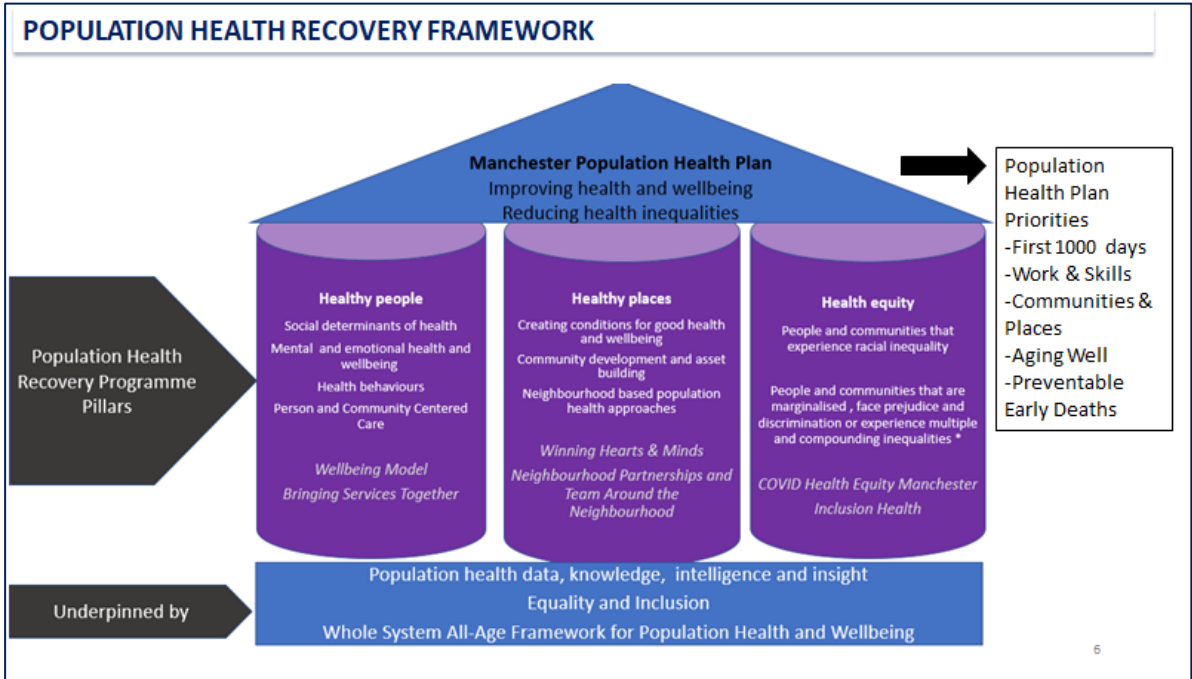 POPULATION HEALTH RECOVERY FRAMEWORK
Manchester Population Health Plan
Improving health and wellbeing
Reducing health inequalities
Population
Health Plan
Priorities
-First 1000 days
-Work & Skills
-Communities &
Places
-Aging Well
-Preventable
Early Deaths
Population Health
Recovery Programme
Pillars
Healthy people
Social determinants of health
Mental and emotional health and
wellbeing
Health behaviours
Person and Community Centered
Care
Wellbeing Model
Bringing Services Together
Healthy places
Creating conditions for good health
and wellbeing
Community development and asset
building
Neighbourhood based population
health approaches
Winning Hearts & Minds
Neighbourhood Partnerships and
Team Around the
Neighbourhood
Health equity
People and communities that
experience racial inequality
People and communities that are
marginalised , face prejudice and
discrimination or experience multiple
and compounding inequalities *
COVID Health Equity Manchester
Inclusion Health
Underpinned by
Population health data, knowledge, intelligence and insight
Equality and Inclusion
Whole System All-Age Framework for Population Health and Wellbeing
6